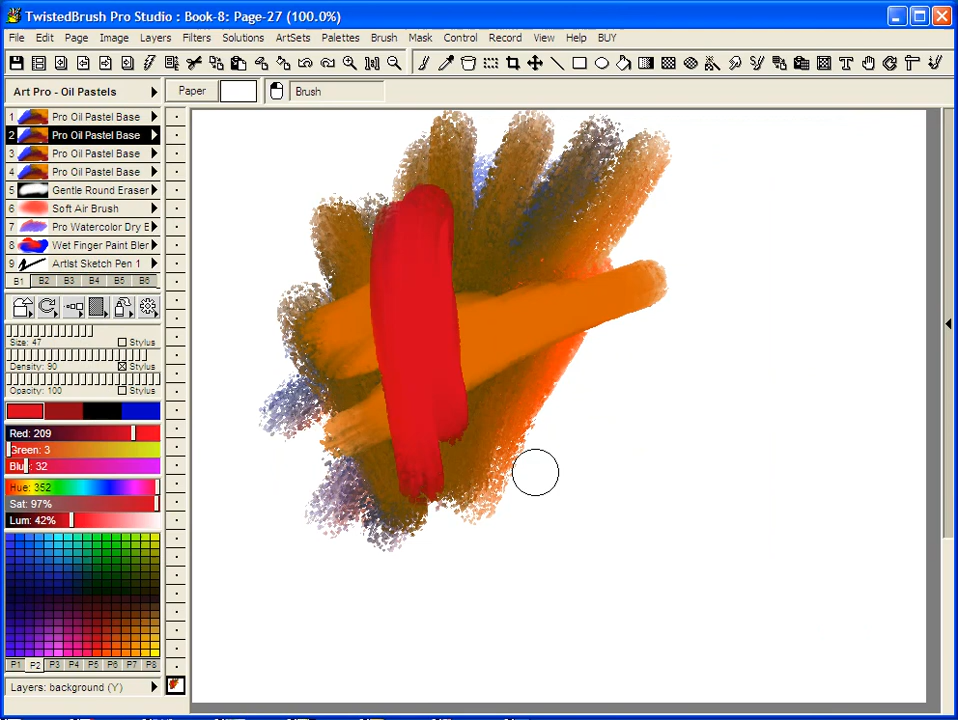 TwistedBrush Pro Studio : Book-8: Page-27 (100.0%)
File Edit Page Image Layers Filters Solutions ArtSets Palettes Brush Mask Control Record View Help BUY
Art Pro - Oil Pastels
Paper
Brush
1 Pro Oil Pastel Base
2 Pro Oil Pastel Base
3 Pro Oil Pastel Base
4 Pro Oil Pastel Base
5 Gentle Round Eraser
6 Soft Air Brush
7 Pro Watercolor Dry E
8 Wet Finger Paint Bler
9 Artist Sketch Pen 1
B1 B2 B3 B4 B5 B6
Size: 47 Stylus
Density: 90 Stylus
Opacity: 100 Stylus
Red: 209
Green: 3
Blu: 32
Hue: 352
Sat: 97%
Lum: 42%
P1 P2 P3 P4 P5 P6 P7 P8
Layers: background (Y)